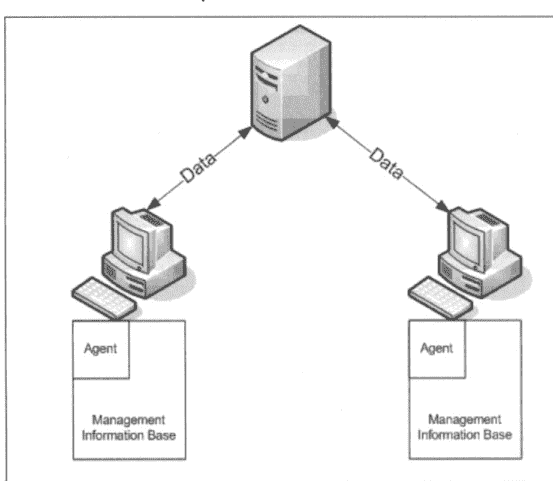 Data
Data
Agent
Management
Information Base
Agent
Management
Information Base